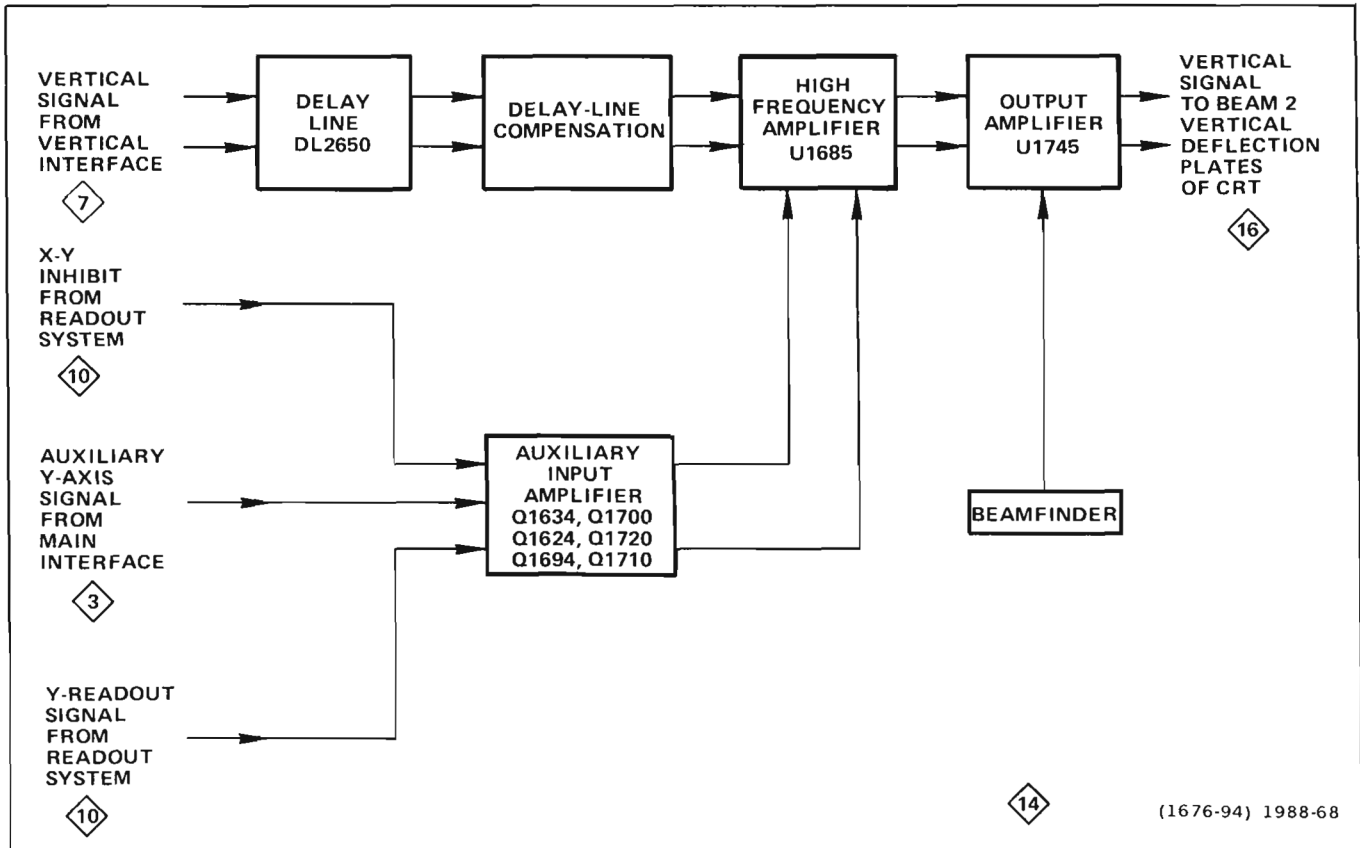 VERTICAL
SIGNAL
FROM
VERTICAL
INTERFACE
7
DELAY
LINE
DL2650
DELAY-LINE
COMPENSATION
HIGH
FREQUENCY
AMPLIFIER
U1685
OUTPUT
AMPLIFIER
U1745
VERTICAL
SIGNAL
TO BEAM 2
VERTICAL
DEFLECTION
PLATES
OF CRT
16
X-Y
INHIBIT
FROM
READOUT
SYSTEM
10
AUXILIARY
Y-AXIS
SIGNAL
FROM
MAIN
INTERFACE
3
AUXILIARY
INPUT
AMPLIFIER
Q1634, Q1700
Q1624, Q1720
Q1694, Q1710
BEAMFINDER
Y-READOUT
SIGNAL
FROM
READOUT
SYSTEM
10
14
(1676-94) 1988-68